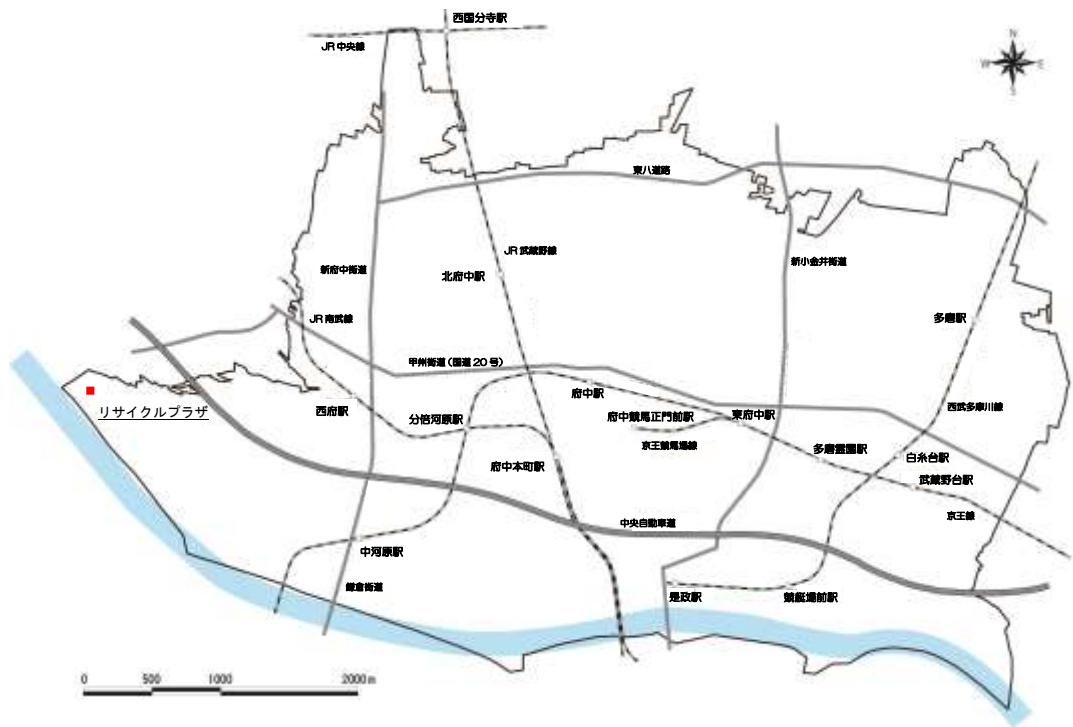 西国分寺駅
JR 中央線
N
W
E
S
東八道路
JR 武蔵野線
新府中街道
北府中駅
新小金井街道
JR 南武線
多磨駅
甲州街道(国道 20 号)
府中駅
リサイクルプラザ
西府駅
分倍河原駅
府中競馬正門前駅
東府中駅
西武多摩川線
京王競馬場線
多磨霊園駅
白糸台駅
府中本町駅
武蔵野台駅
京王線
中央自動車道
中河原駅
鎌倉街道
是政駅
競艇場前駅
0
500
1000
2000m